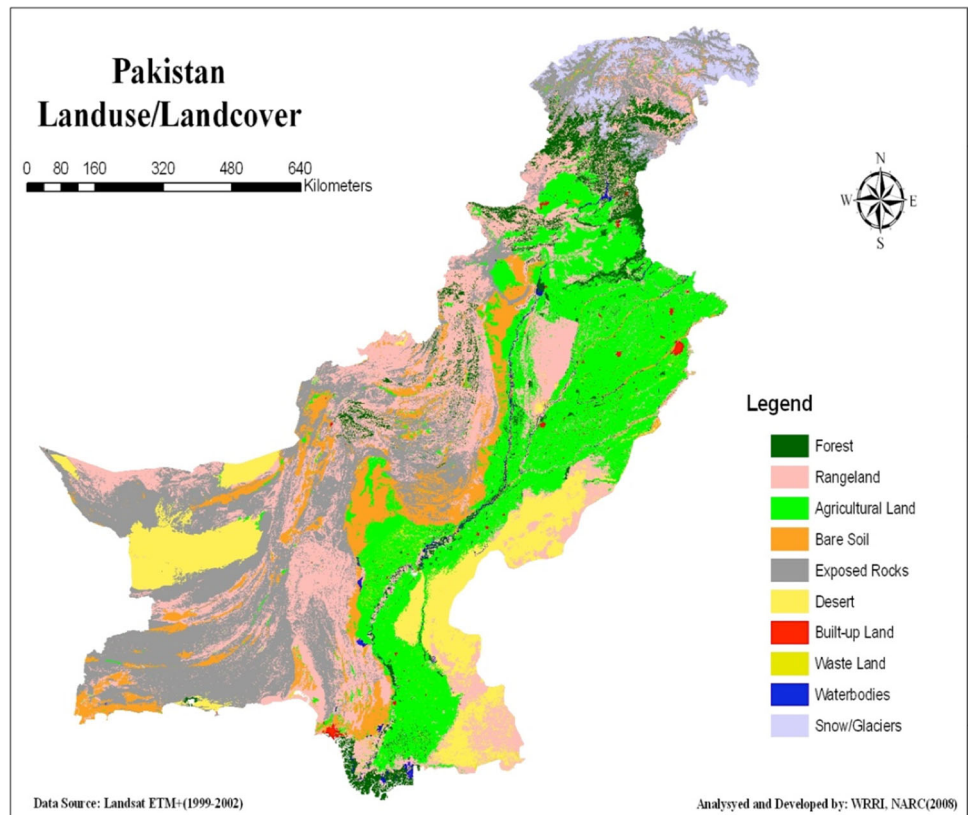 Pakistan
Landuse/Landcover
0 80 160 320 480 640
Kilometers
N
W E
S
Legend
Forest
Rangeland
Agricultural Land
Bare Soil
Exposed Rocks
Desert
Built-up Land
Waste Land
Waterbodies
Snow/Glaciers
Data Source: Landsat ETM+(1999-2002)
Analysyed and Developed by: WRRI, NARC(2008)